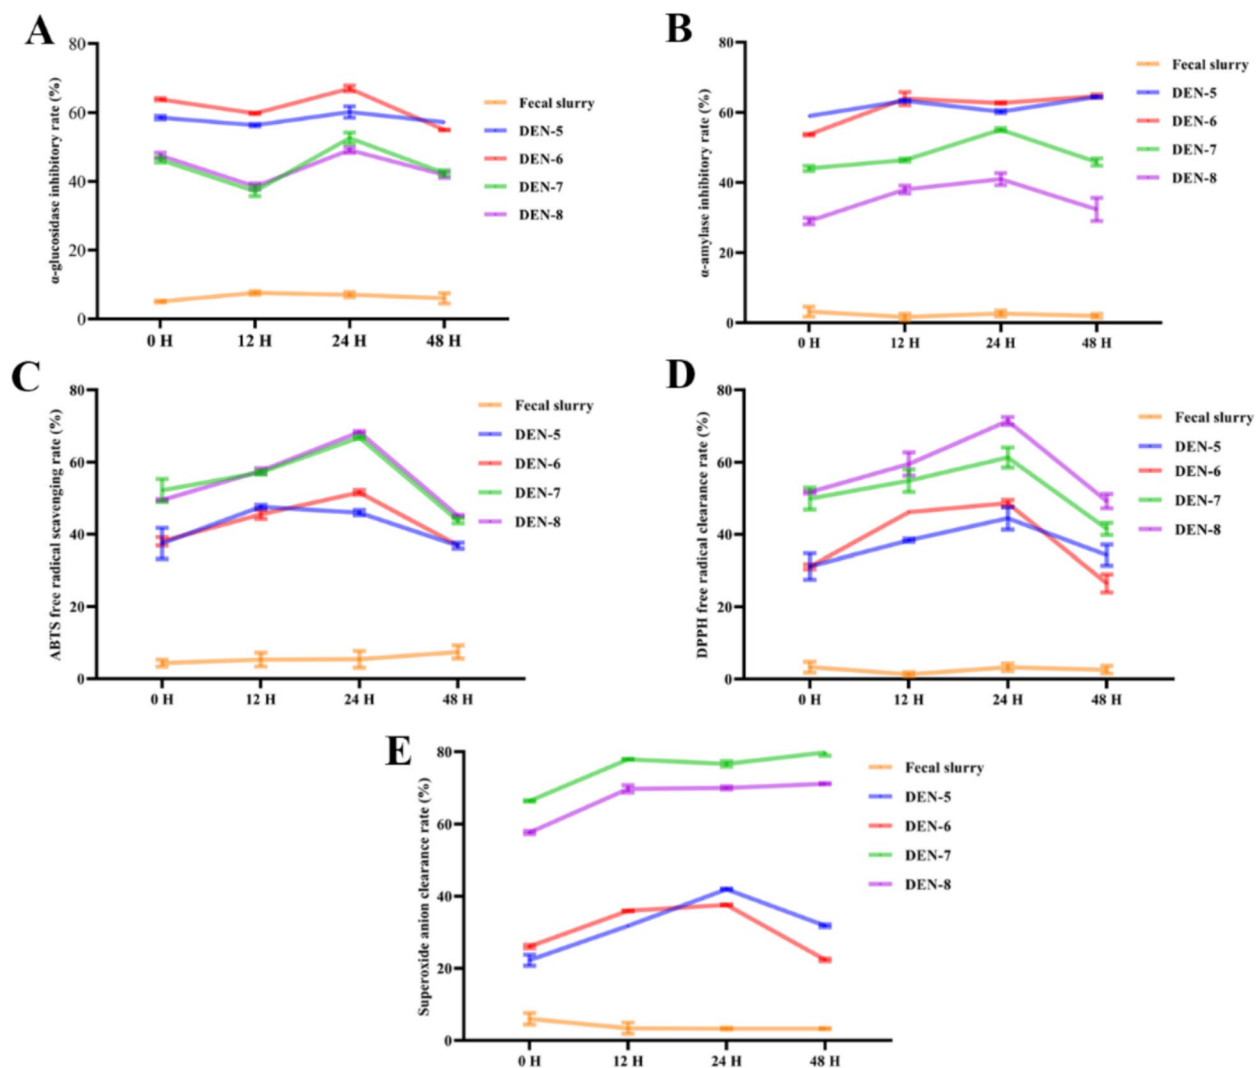 A
α-glucosidase inhibitory rate (%)
80
60
40
20
0
0 H 12 H 24 H 48 H
Fecal slurry
DEN-5
DEN-6
DEN-7
DEN-8
B
α-amylase inhibitory rate (%)
80
60
40
20
0
0 H 12 H 24 H 48 H
Fecal slurry
DEN-5
DEN-6
DEN-7
DEN-8
C
ABTS free radical scavenging rate (%)
80
60
40
20
0
0 H 12 H 24 H 48 H
Fecal slurry
DEN-5
DEN-6
DEN-7
DEN-8
D
DPPH free radical clearance rate (%)
80
60
40
20
0
0 H 12 H 24 H 48 H
Fecal slurry
DEN-5
DEN-6
DEN-7
DEN-8
E
Superoxide anion clearance rate (%)
80
60
40
20
0
0 H 12 H 24 H 48 H
Fecal slurry
DEN-5
DEN-6
DEN-7
DEN-8